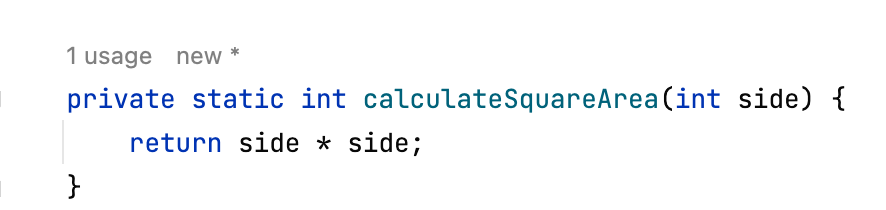 1 usage new *
private static int calculateSquareArea(int side) {
return side * side;
}